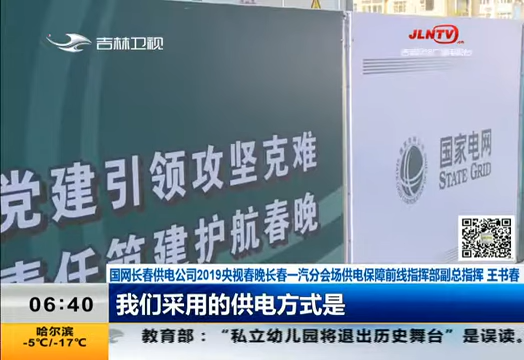 吉林卫视
JLNTV
党建引领攻坚克难
责任筑建护航春晚
国家电网
STATE GRID
国网长春供电公司2019央视春晚长春一汽分会场供电保障前线指挥部副总指挥 王书春
06:40
我们采用的供电方式是
哈尔滨
-5℃/-17℃
教育部：“私立幼儿园将退出历史舞台”是误读。